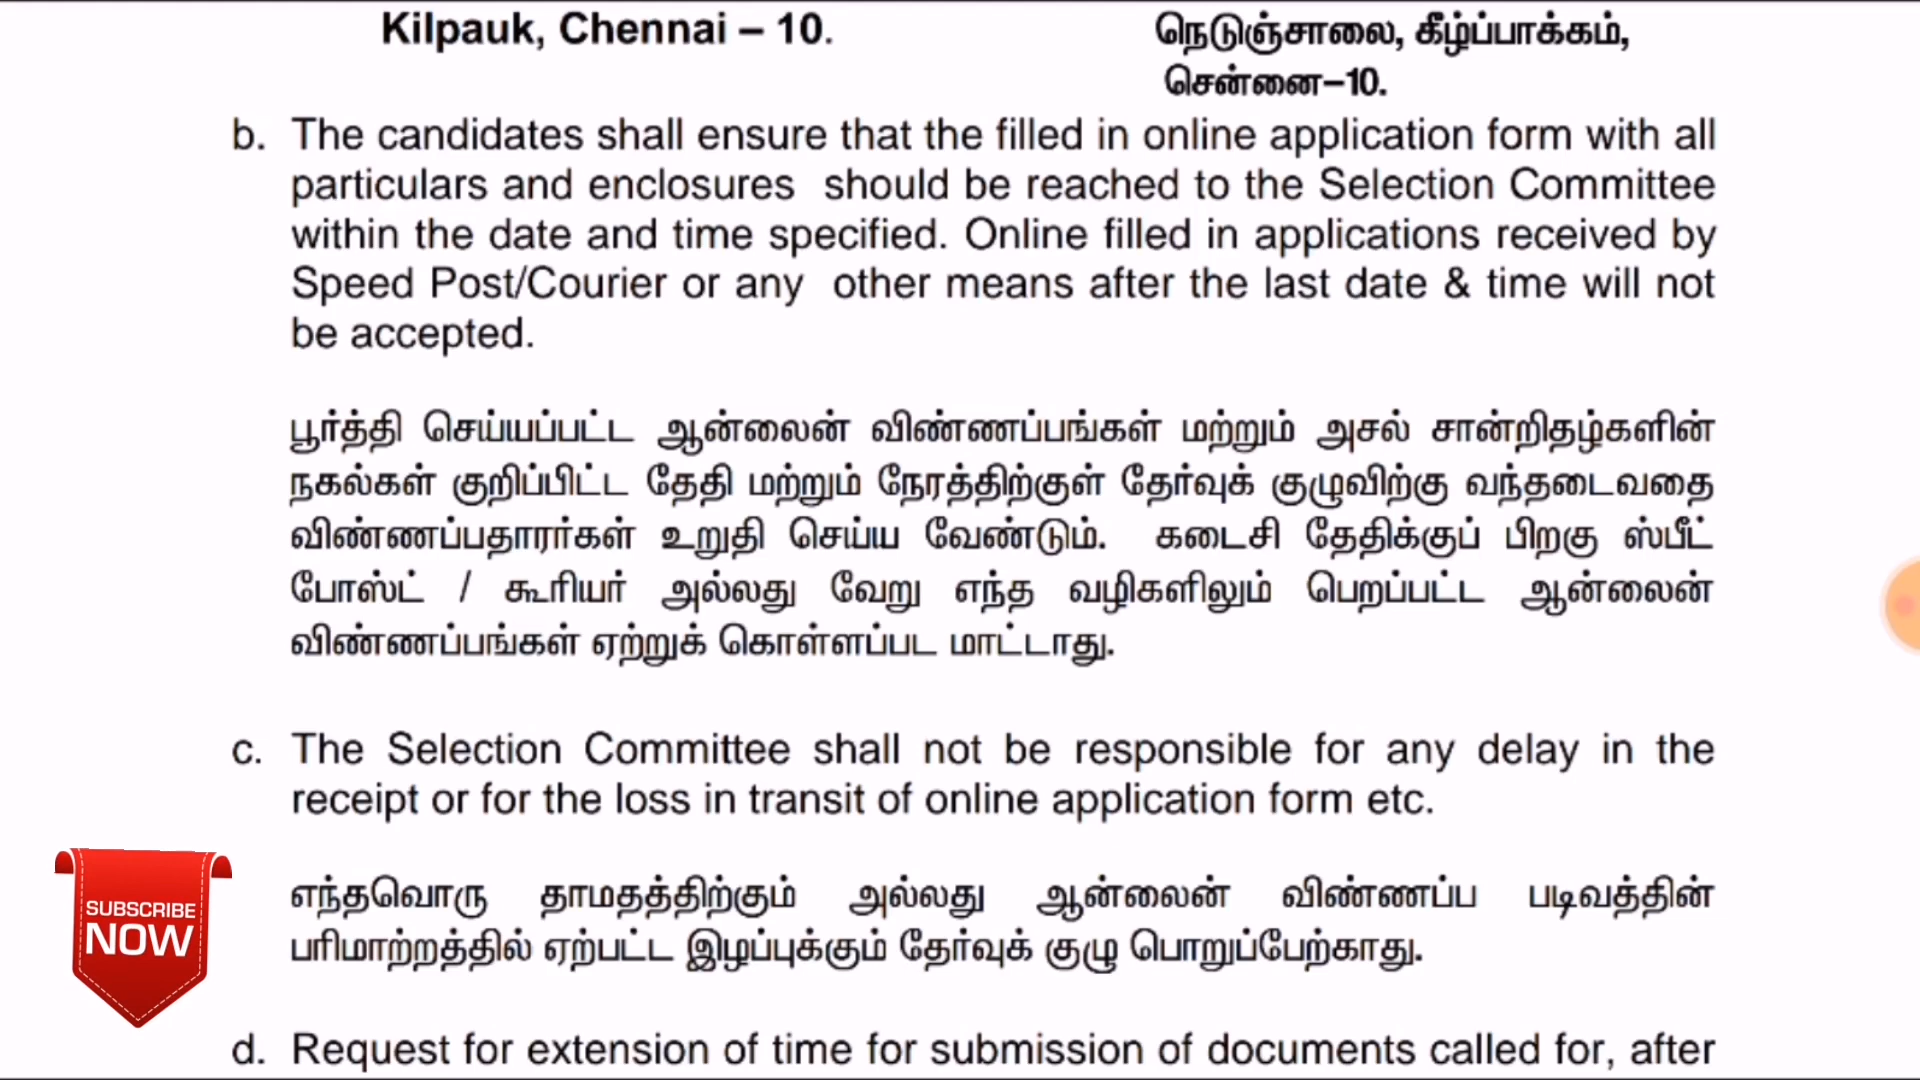 Kilpauk, Chennai – 10.
நெடுஞ்சாலை, கீழ்ப்பாக்கம்,
சென்னை–10.
b. The candidates shall ensure that the filled in online application form with all
particulars and enclosures should be reached to the Selection Committee
within the date and time specified. Online filled in applications received by
Speed Post/Courier or any other means after the last date & time will not
be accepted.
பூர்த்தி செய்யப்பட்ட ஆன்லைன் விண்ணப்பங்கள் மற்றும் அசல் சான்றிதழ்களின்
நகல்கள் குறிப்பிட்ட தேதி மற்றும் நேரத்திற்குள் தேர்வுக் குழுவிற்கு வந்தடைவதை
விண்ணப்பதாரர்கள் உறுதி செய்ய வேண்டும். கடைசி தேதிக்குப் பிறகு ஸ்பீட்
போஸ்ட் / கூரியர் அல்லது வேறு எந்த வழிகளிலும் பெறப்பட்ட ஆன்லைன்
விண்ணப்பங்கள் ஏற்றுக் கொள்ளப்பட மாட்டாது.
c. The Selection Committee shall not be responsible for any delay in the
receipt or for the loss in transit of online application form etc.
எந்தவொரு தாமதத்திற்கும் அல்லது ஆன்லைன் விண்ணப்ப படிவத்தின்
பரிமாற்றத்தில் ஏற்பட்ட இழப்புக்கும் தேர்வுக் குழு பொறுப்பேற்காது.
SUBSCRIBE
NOW
d. Request for extension of time for submission of documents called for, after